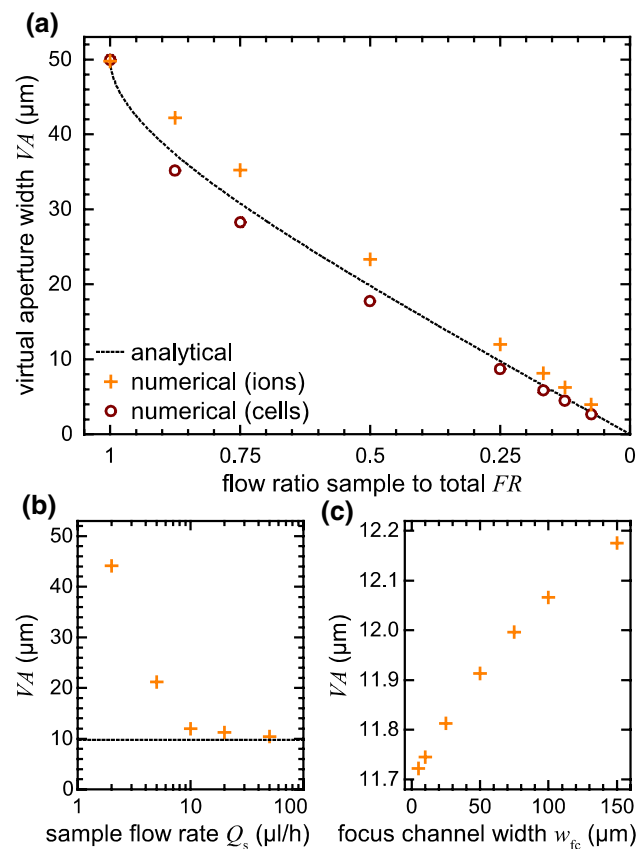 (a)
50
40
30
20
10
0
virtual aperture width VA (µm)
analytical
numerical (ions)
numerical (cells)
1 0.75 0.5 0.25 0
flow ratio sample to total FR
(b)
50
40
30
20
10
0
VA (µm)
1 10 100
sample flow rate Qs (µl/h)
(c)
12.2
12.1
12.0
11.9
11.8
11.7
VA (µm)
0 50 100 150
focus channel width wfc (µm)